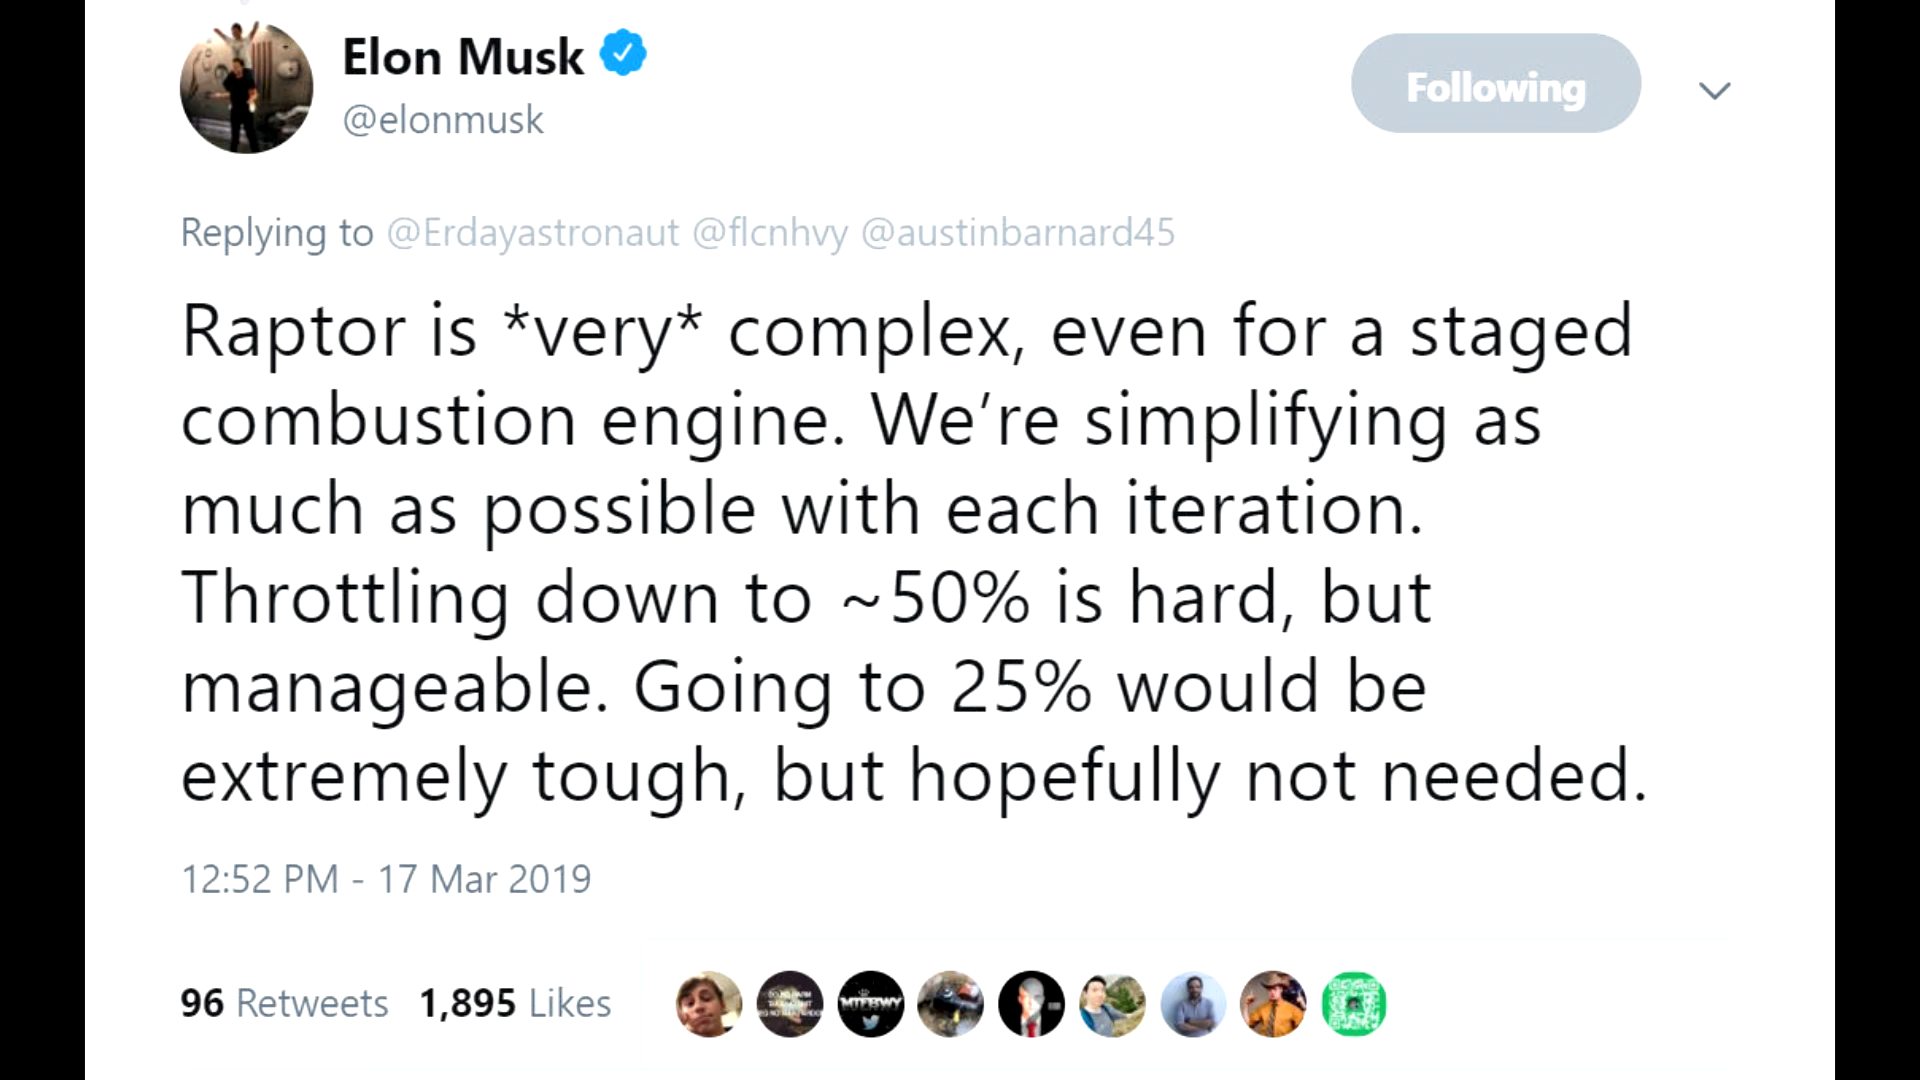 Elon Musk
@elonmusk
Following
Replying to @Erdayastronaut @flcnhvy @austinbarnard45
Raptor is *very* complex, even for a staged
combustion engine. We’re simplifying as
much as possible with each iteration.
Throttling down to ~50% is hard, but
manageable. Going to 25% would be
extremely tough, but hopefully not needed.
12:52 PM - 17 Mar 2019
96 Retweets 1,895 Likes